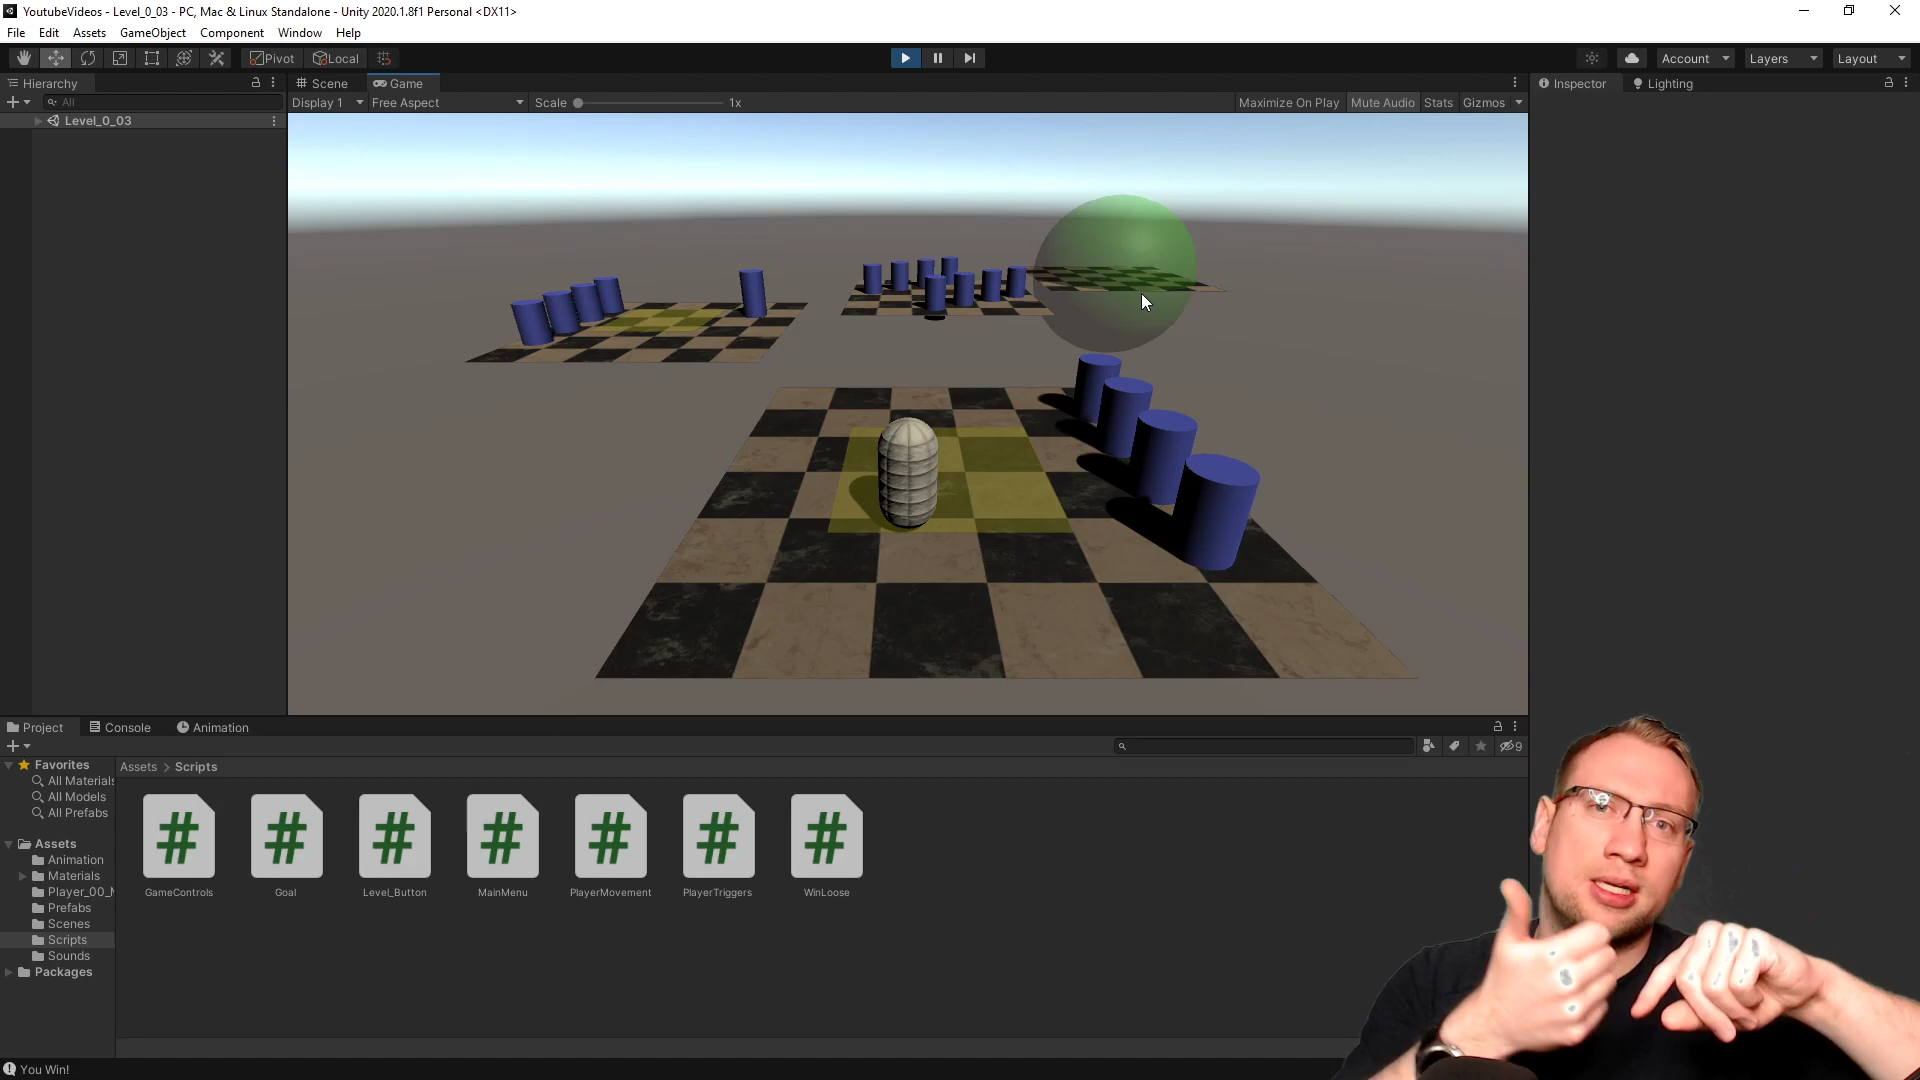 YoutubeVideos - Level_0_03 - PC, Mac & Linux Standalone - Unity 2020.1.8f1 Personal <DX11>
File Edit Assets GameObject Component Window Help
Pivot Local Account Layers Layout
Hierarchy Scene Game Inspector Lighting
All Display 1 Free Aspect Scale 1x Maximize On Play Mute Audio Stats Gizmos
Level_0_03
Project Console Animation
9
Favorites
All Materials
All Models
All Prefabs
Assets
Animation
Materials
Player_00_M
Prefabs
Scenes
Scripts
Sounds
Packages
Assets > Scripts
# # # # # # #
GameControls Goal Level_Button MainMenu PlayerMovement PlayerTriggers WinLoose
You Win!